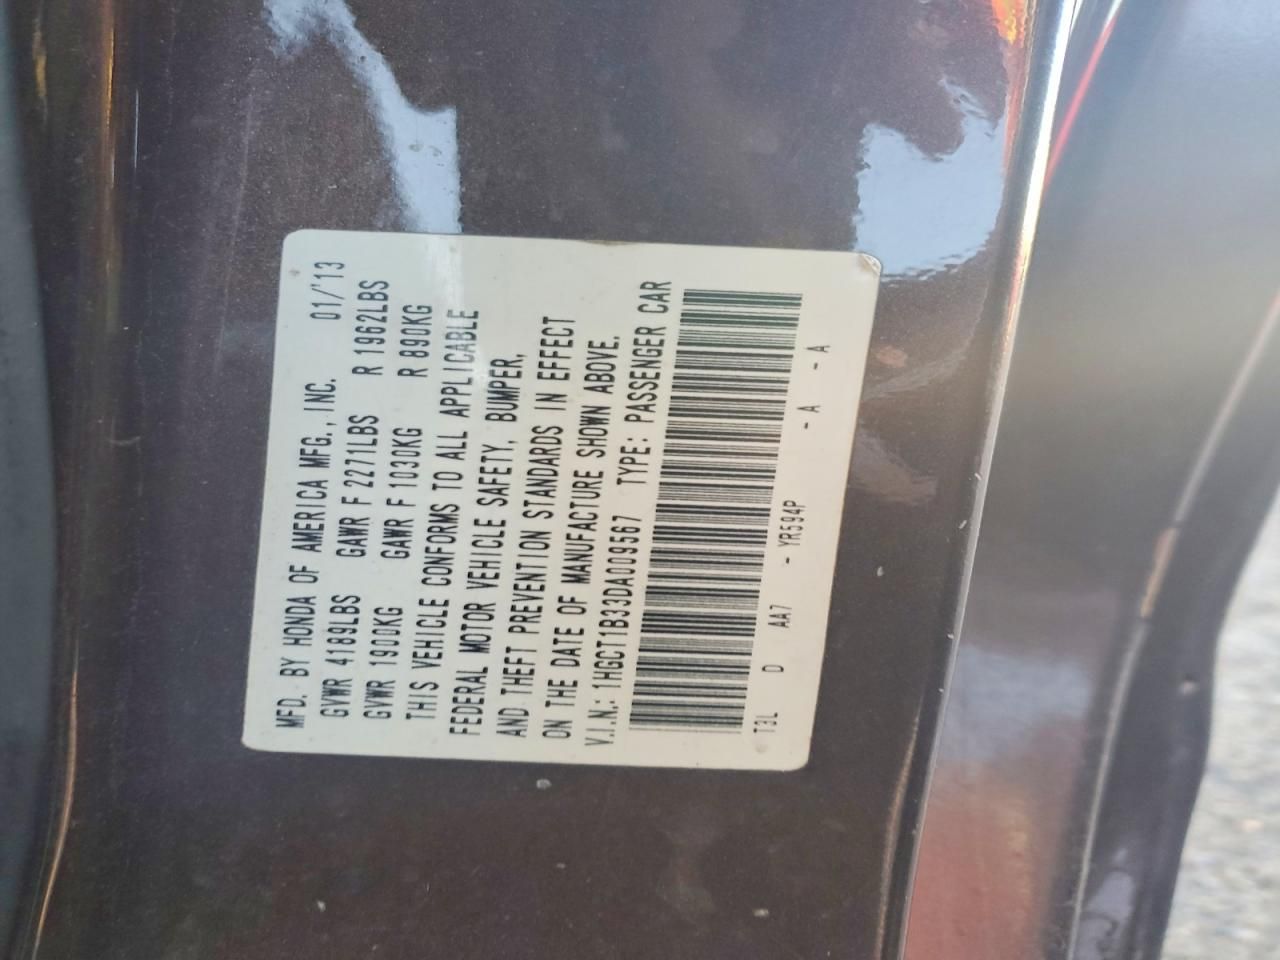 MFD. BY HONDA OF AMERICA MFG., INC. 01/'13
GVWR 4189LBS GAWR F 2271LBS R 1962LBS
GVWR 1900KG GAWR F 1030KG R 890KG
THIS VEHICLE CONFORMS TO ALL APPLICABLE
FEDERAL MOTOR VEHICLE SAFETY, BUMPER,
AND THEFT PREVENTION STANDARDS IN EFFECT
ON THE DATE OF MANUFACTURE SHOWN ABOVE.
V.I.N.: 1HGCT1B33DA009567 TYPE: PASSENGER CAR
T3L D AA7 - YR594P - A - A